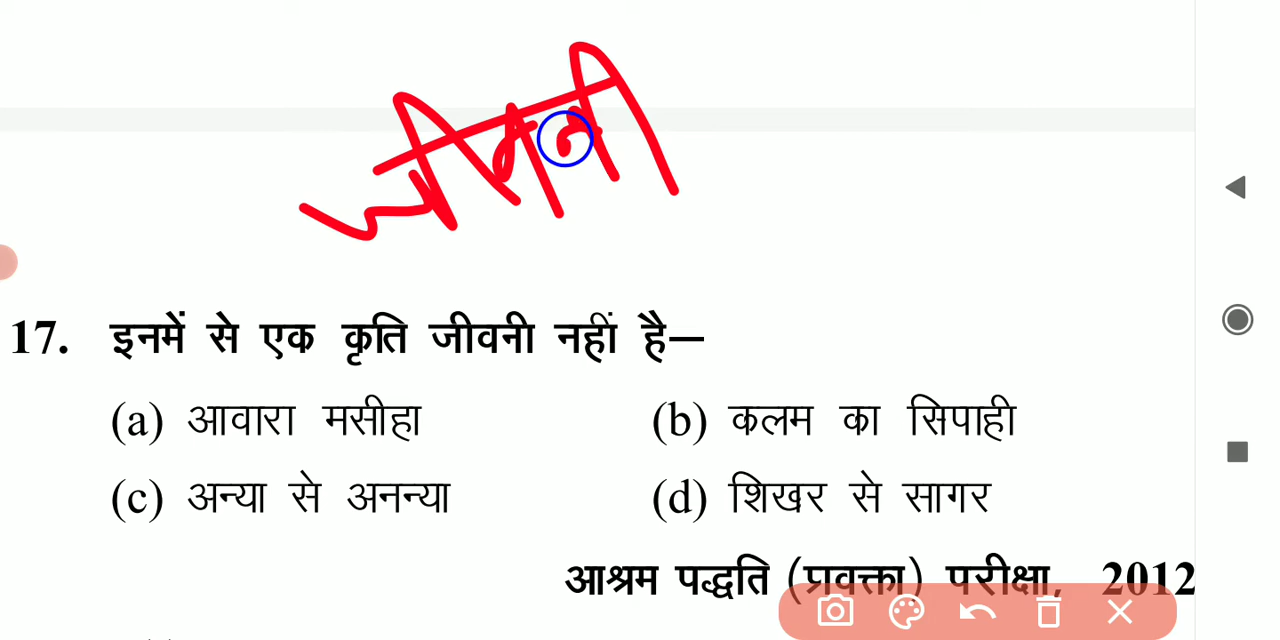 जीवनी
17. इनमें से एक कृति जीवनी नहीं है—
(a) आवारा मसीहा (b) कलम का सिपाही
(c) अन्या से अनन्या (d) शिखर से सागर
आश्रम पद्धति (प्रवक्ता) परीक्षा, 2012